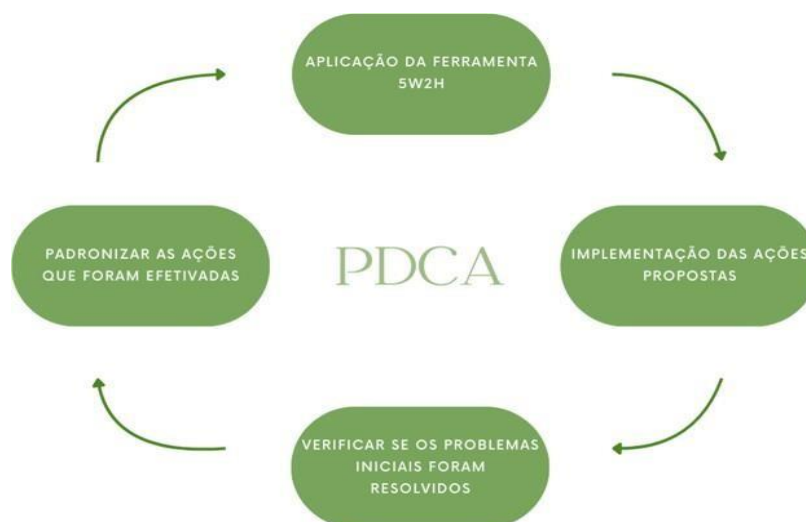 APLICAÇÃO DA FERRAMENTA
5W2H
PADRONIZAR AS AÇÕES
QUE FORAM EFETIVADAS
PDCA
IMPLEMENTAÇÃO DAS AÇÕES
PROPOSTAS
VERIFICAR SE OS PROBLEMAS
INICIAIS FORAM
RESOLVIDOS